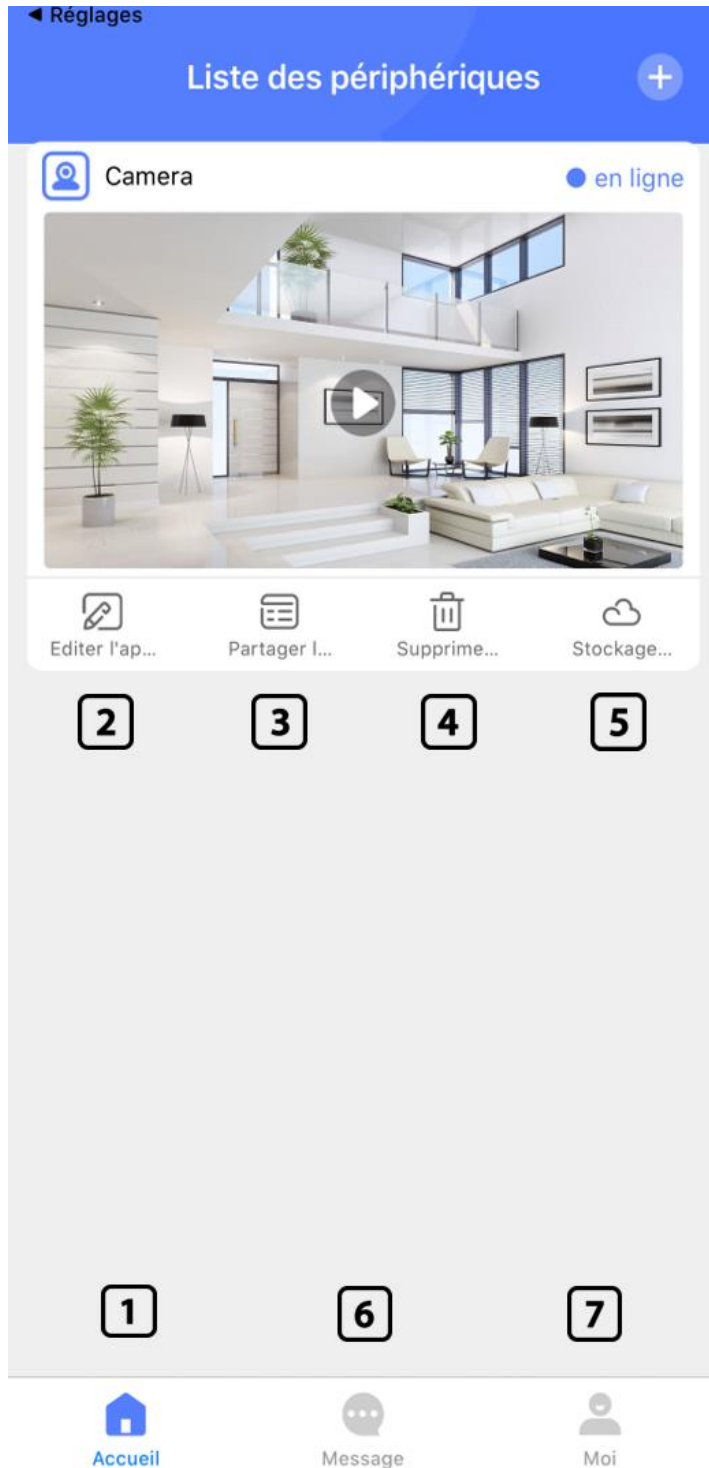 ◀ Réglages
Liste des périphériques
Camera
en ligne
Editer l'ap... Partager l... Supprime... Stockage...
2 3 4 5
1 6 7
Accueil Message Moi